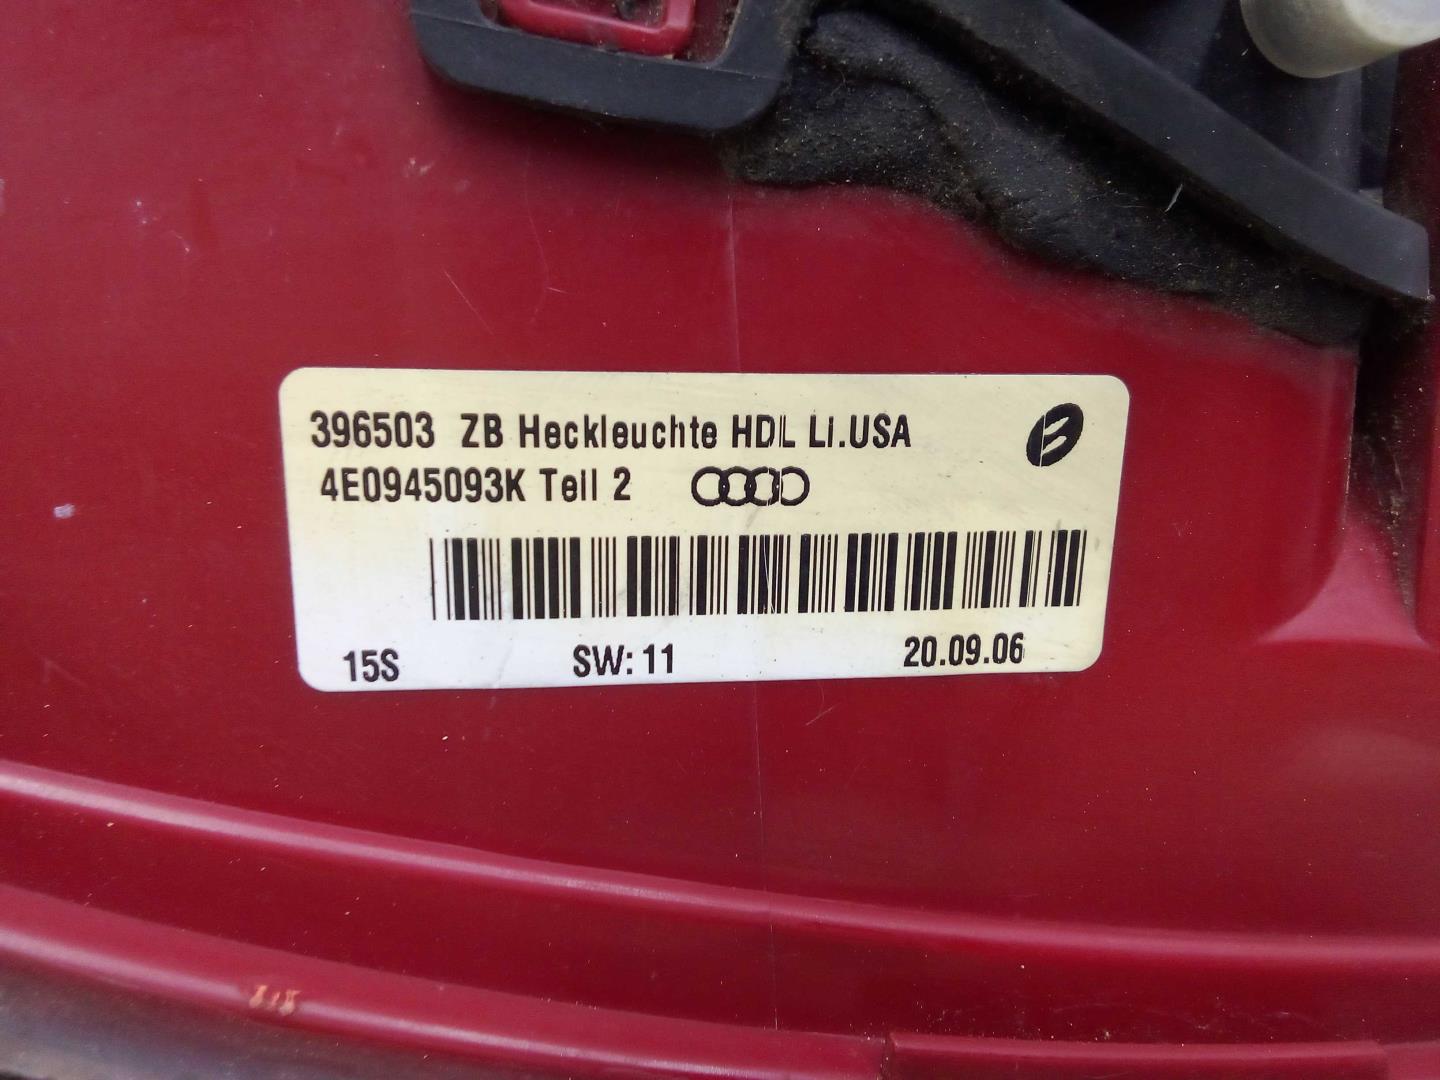 396503 ZB Heckleuchte HDL Li.USA
4E0945093K Teil 2
15S SW: 11 20.09.06